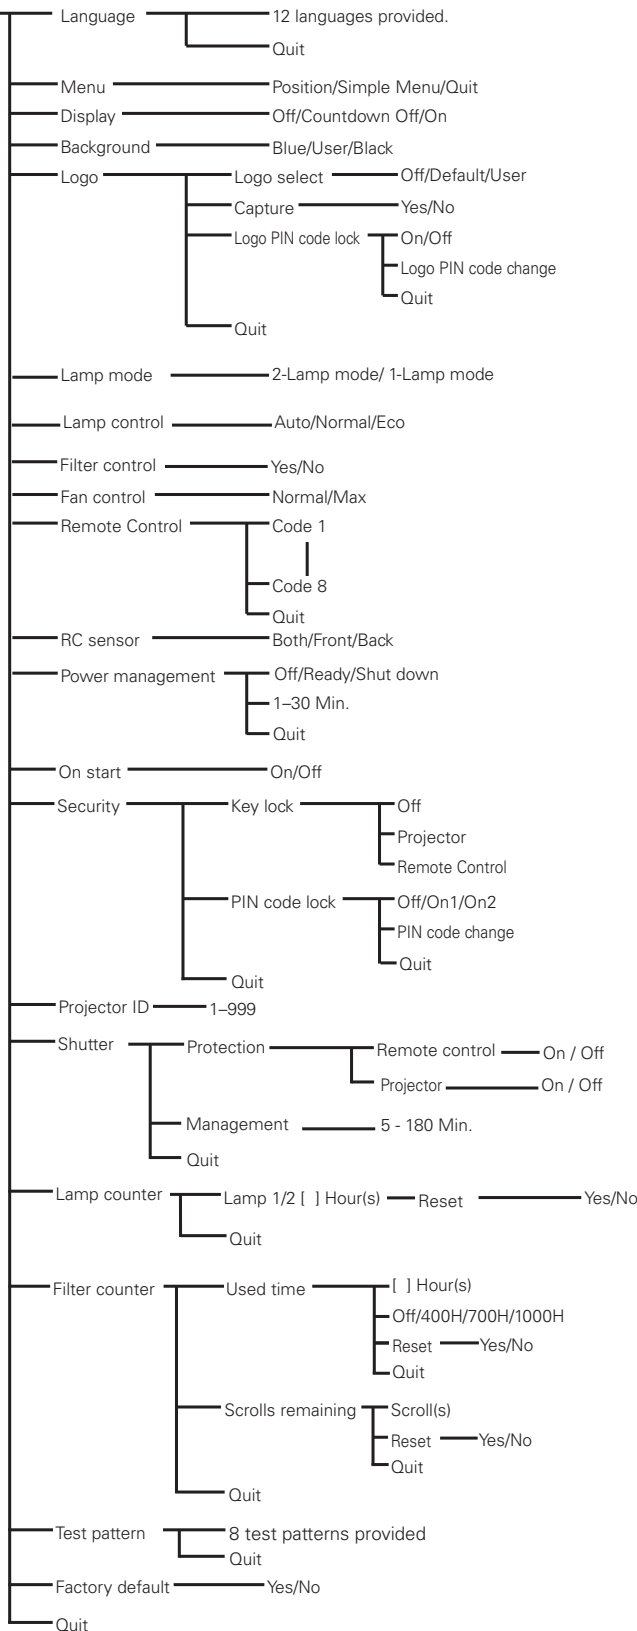 Language 12 languages provided.
Quit
Menu Position/Simple Menu/Quit
Display Off/Countdown Off/On
Background Blue/User/Black
Logo Logo select Off/Default/User
Capture Yes/No
Logo PIN code lock On/Off
Logo PIN code change
Quit
Quit
Lamp mode 2-Lamp mode/ 1-Lamp mode
Lamp control Auto/Normal/Eco
Filter control Yes/No
Fan control Normal/Max
Remote Control Code 1
Code 8
Quit
RC sensor Both/Front/Back
Power management Off/Ready/Shut down
1–30 Min.
Quit
On start On/Off
Security Key lock Off
Projector
Remote Control
PIN code lock Off/On1/On2
PIN code change
Quit
Quit
Projector ID 1–999
Shutter Protection Remote control On / Off
Projector On / Off
Management 5 - 180 Min.
Quit
Lamp counter Lamp 1/2 [ ] Hour(s) Reset Yes/No
Quit
Filter counter Used time [ ] Hour(s)
Off/400H/700H/1000H
Reset Yes/No
Quit
Scrolls remaining Scroll(s)
Reset Yes/No
Quit
Quit
Test pattern 8 test patterns provided
Quit
Factory default Yes/No
Quit